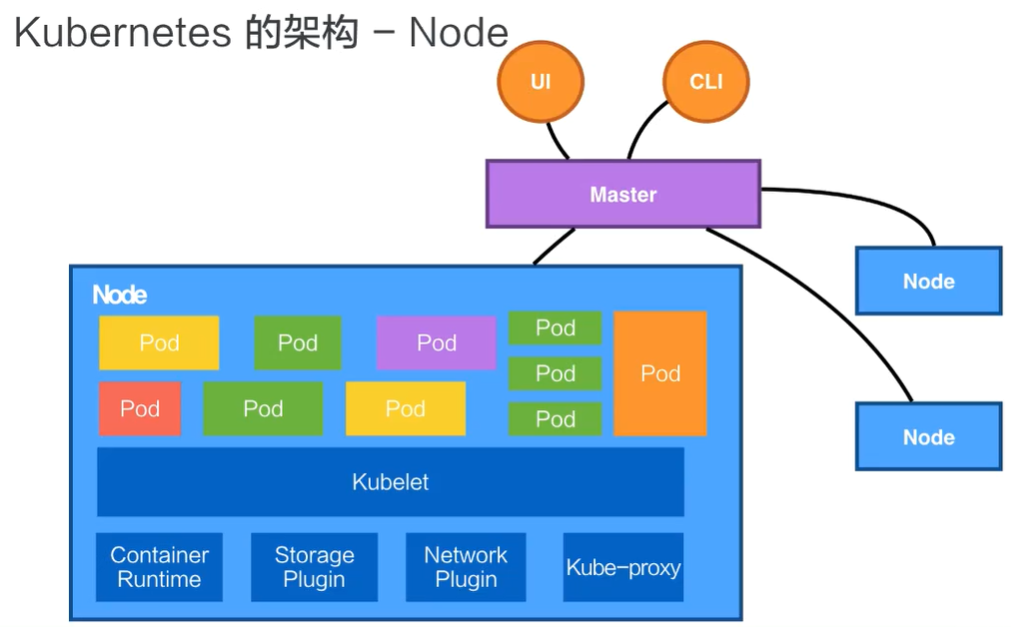 Kubernetes 的架构 – Node
UI
CLI
Master
Node
Node
Node
Pod
Pod
Pod
Pod
Pod
Pod
Pod
Pod
Pod
Pod
Kubelet
Container
Runtime
Storage
Plugin
Network
Plugin
Kube-proxy